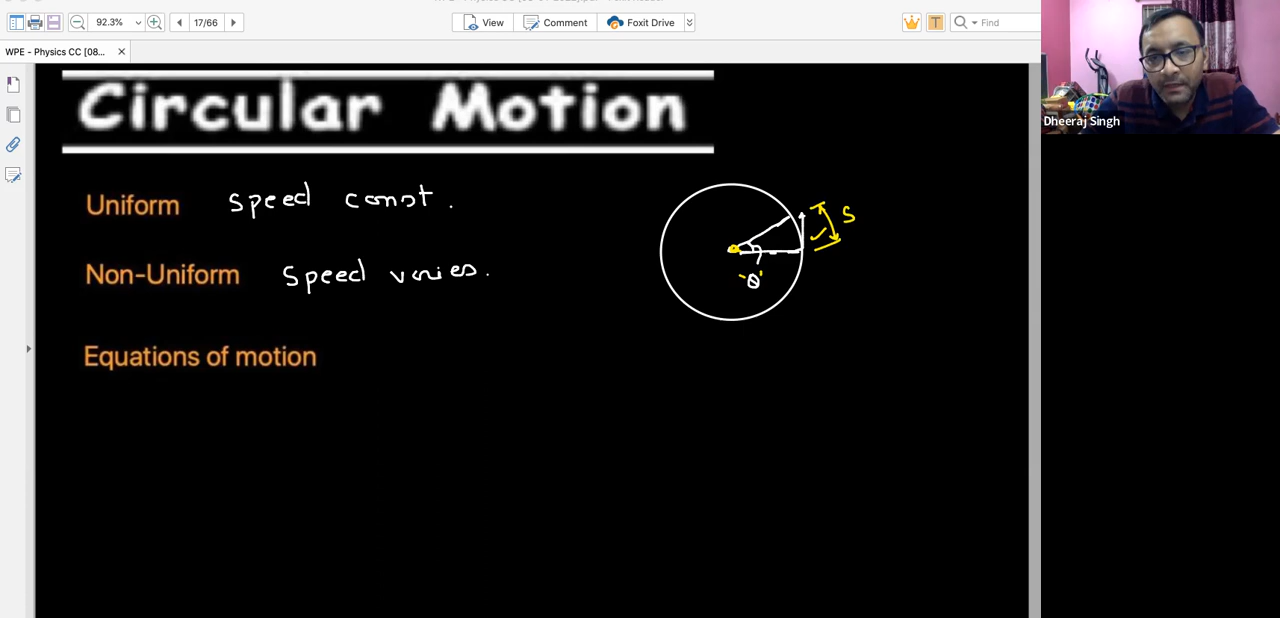 92.3%
17/66
View
Comment
Foxit Drive
T
Find
WPE - Physics CC [08...
Dheeraj Singh
Circular Motion
Uniform speed const.
Non-Uniform speed varies.
S
'θ'
Equations of motion